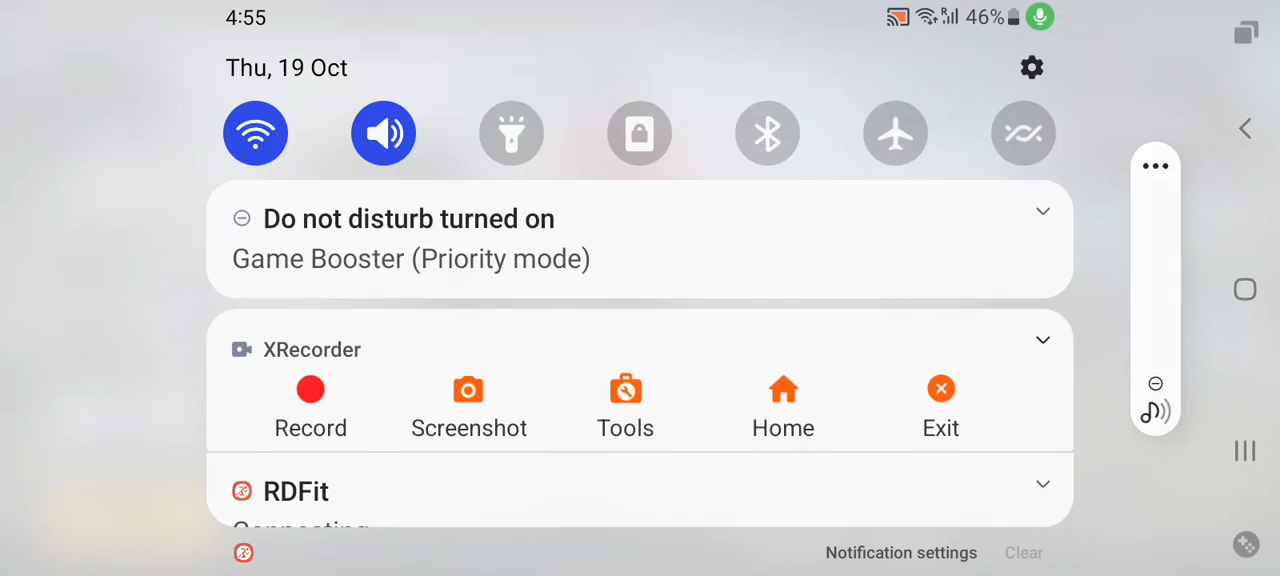 4:55
R 46%
Thu, 19 Oct
Do not disturb turned on
Game Booster (Priority mode)
XRecorder
Record Screenshot Tools Home Exit
RDFit
Connecting
Notification settings Clear